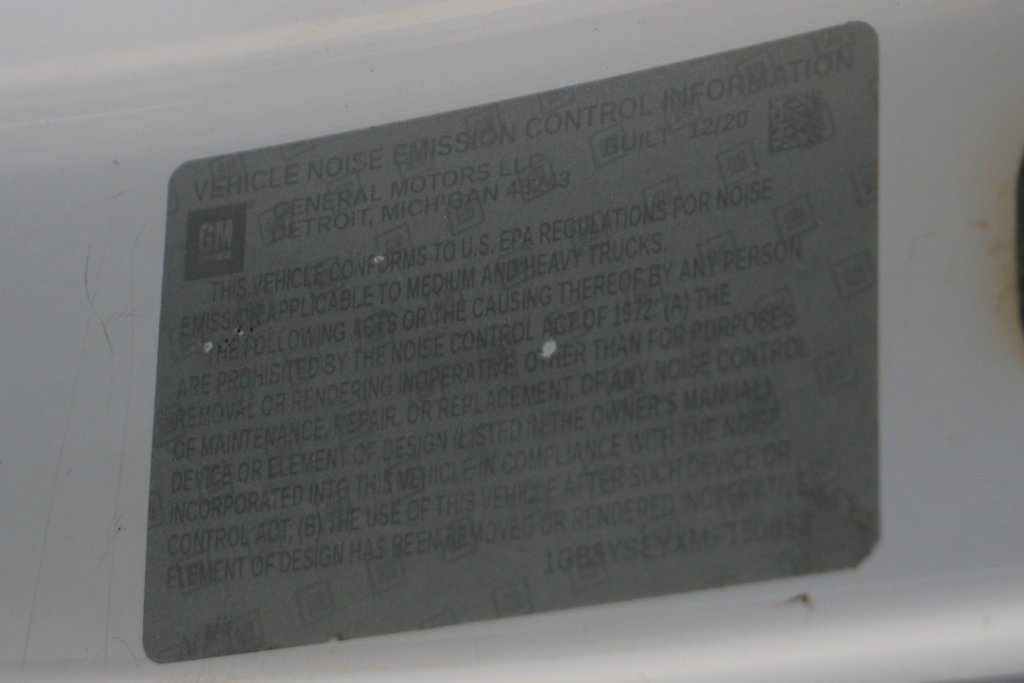 VEHICLE NOISE EMISSION CONTROL INFORMATION
GENERAL MOTORS LLC BUILT 12/20
DETROIT, MICHIGAN 48243
GM
THIS VEHICLE CONFORMS TO U.S. EPA REGULATIONS FOR NOISE
EMISSION APPLICABLE TO MEDIUM AND HEAVY TRUCKS.
THE FOLLOWING ACTS OR THE CAUSING THEREOF BY ANY PERSON
ARE PROHIBITED BY THE NOISE CONTROL ACT OF 1972: (A) THE
REMOVAL OR RENDERING INOPERATIVE, OTHER THAN FOR PURPOSES
OF MAINTENANCE, REPAIR, OR REPLACEMENT, OF ANY NOISE CONTROL
DEVICE OR ELEMENT OF DESIGN (LISTED IN THE OWNER'S MANUAL)
INCORPORATED INTO THIS VEHICLE IN COMPLIANCE WITH THE NOISE
CONTROL ACT, (B) THE USE OF THIS VEHICLE AFTER SUCH DEVICE OR
ELEMENT OF DESIGN HAS BEEN REMOVED OR RENDERED INOPERATIVE.